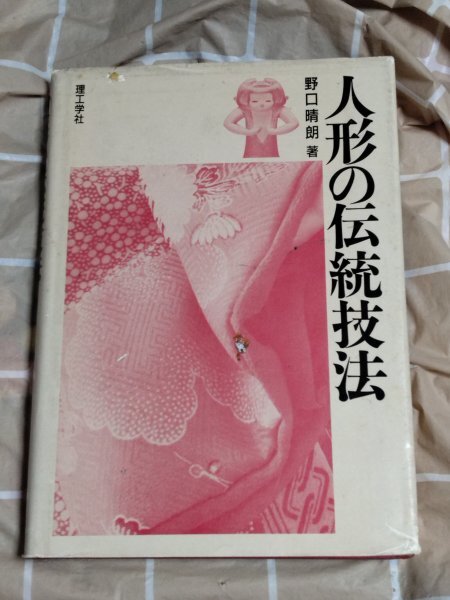 人形の伝統技法
野口晴朗 著
理工学社